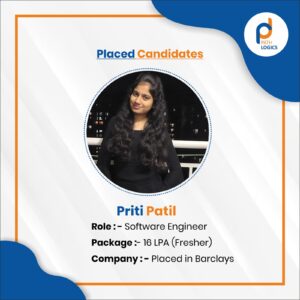 LOGICS
Placed Candidates
Priti Patil
Role : - Software Engineer
Package :- 16 LPA (Fresher)
Company : - Placed in Barclays